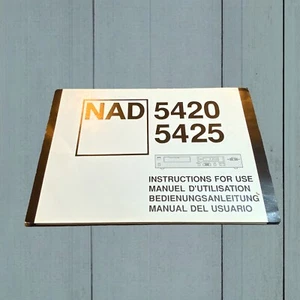 NAD 5420
5425
INSTRUCTIONS FOR USE
MANUEL D'UTILISATION
BEDIENUNGSANLEITUNG
MANUAL DEL USUARIO